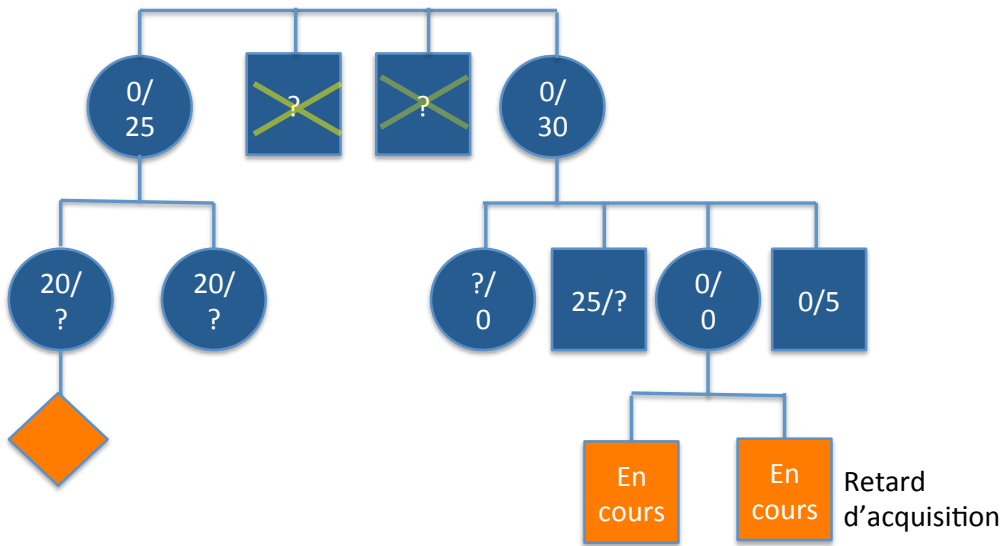 0/
25
?
?
0/
30
20/
?
20/
?
?/
0
25/?
0/
0
0/5
En
cours
En
cours
Retard
d'acquisition